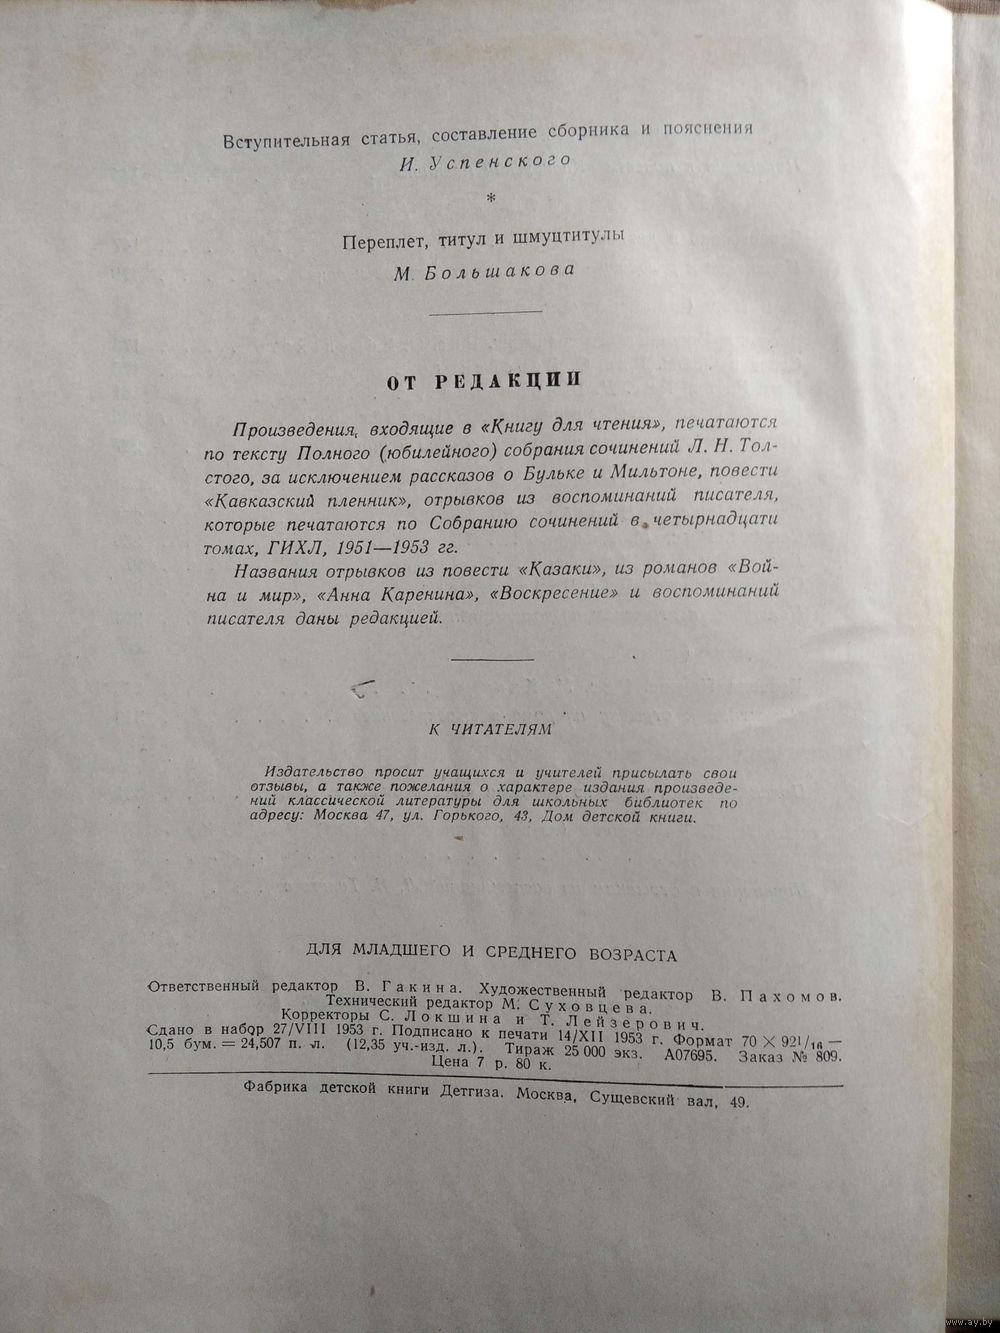 Вступительная статья, составление сборника и пояснения
И. Успенского
*
Переплет, титул и шмуцтитулы
М. Большакова
ОТ РЕДАКЦИИ
Произведения, входящие в «Книгу для чтения», печатаются
по тексту Полного (юбилейного) собрания сочинений Л. Н. Тол-
стого, за исключением рассказов о Бульке и Мильтоне, повести
«Кавказский пленник», отрывков из воспоминаний писателя,
которые печатаются по Собранию сочинений в четырнадцати
томах, ГИХЛ, 1951—1953 гг.
Названия отрывков из повести «Казаки», из романов «Вой-
на и мир», «Анна Каренина», «Воскресение» и воспоминаний
писателя даны редакцией.
К ЧИТАТЕЛЯМ
Издательство просит учащихся и учителей присылать свои
отзывы, а также пожелания о характере издания произведе-
ний классической литературы для школьных библиотек по
адресу: Москва 47, ул. Горького, 43, Дом детской книги.
ДЛЯ МЛАДШЕГО И СРЕДНЕГО ВОЗРАСТА
Ответственный редактор В. Гакина. Художественный редактор В. Пахомов.
Технический редактор М. Суховцева.
Корректоры С. Локшина и Т. Лейзерович.
Сдано в набор 27/VIII 1953 г. Подписано к печати 14/XII 1953 г. Формат 70 × 92 1/16 —
10,5 бум. = 24,507 п. л. (12,35 уч.-изд. л.). Тираж 25 000 экз. А07695. Заказ № 809.
Цена 7 р. 80 к.
Фабрика детской книги Детгиза. Москва, Сущевский вал, 49.
www.ay.by